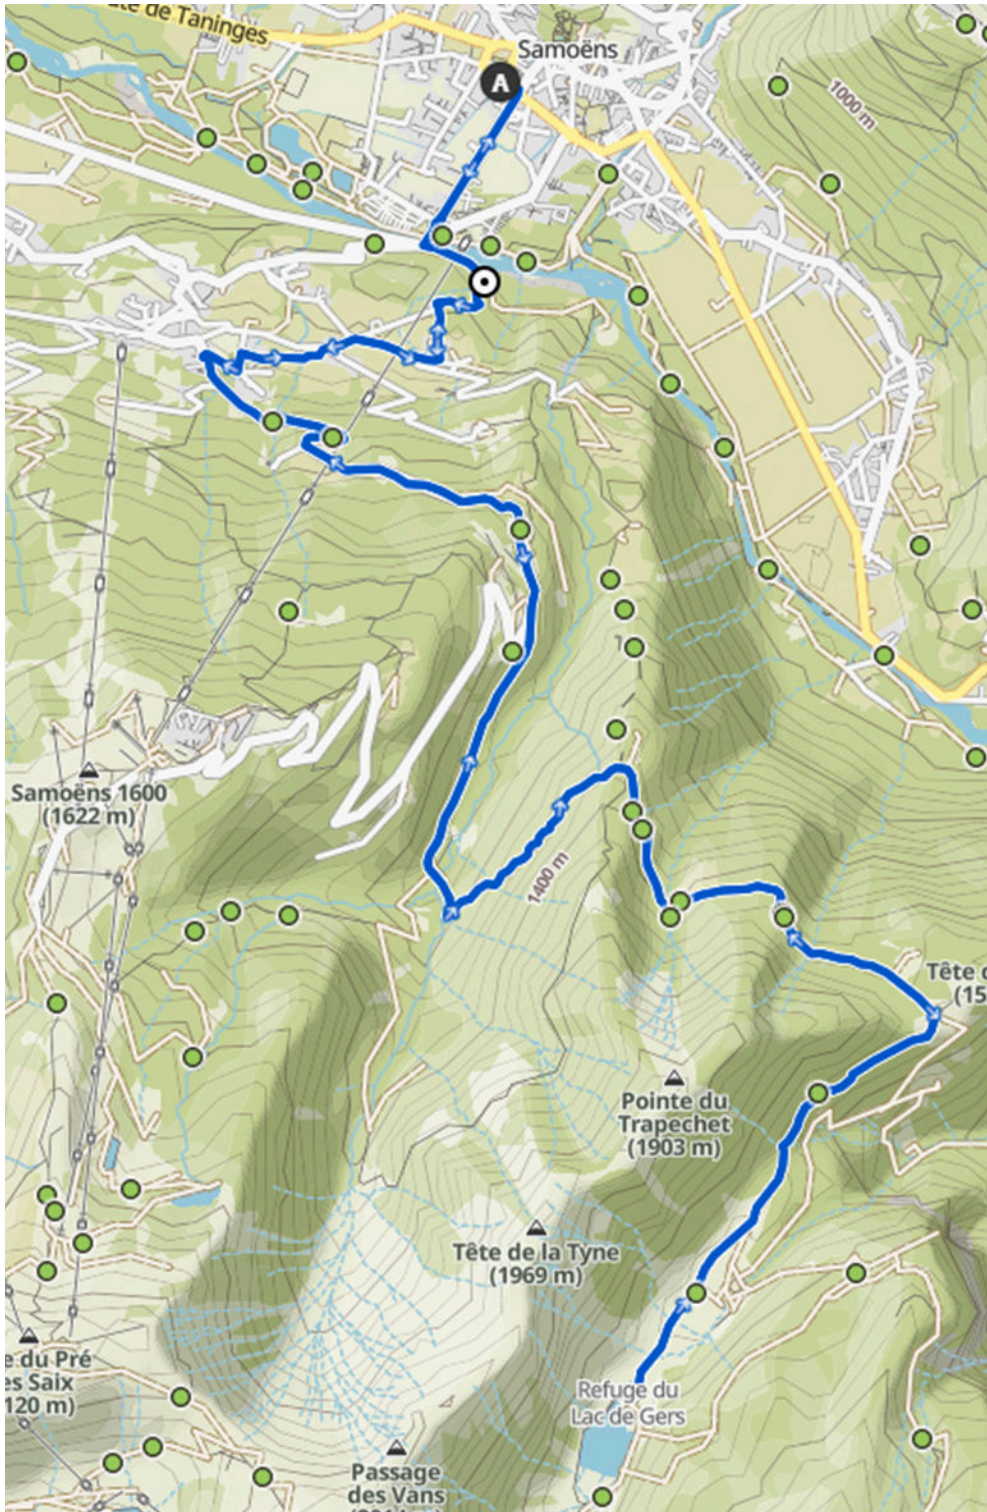 te de Taninges
Samoëns
A
1000 m
Samoëns 1600
(1622 m)
1400 m
Tête d
(15
Pointe du
Trapechet
(1903 m)
Tête de la Tyne
(1969 m)
e du Pré
es Saix
120 m)
Refuge du
Lac de Gers
Passage
des Vans